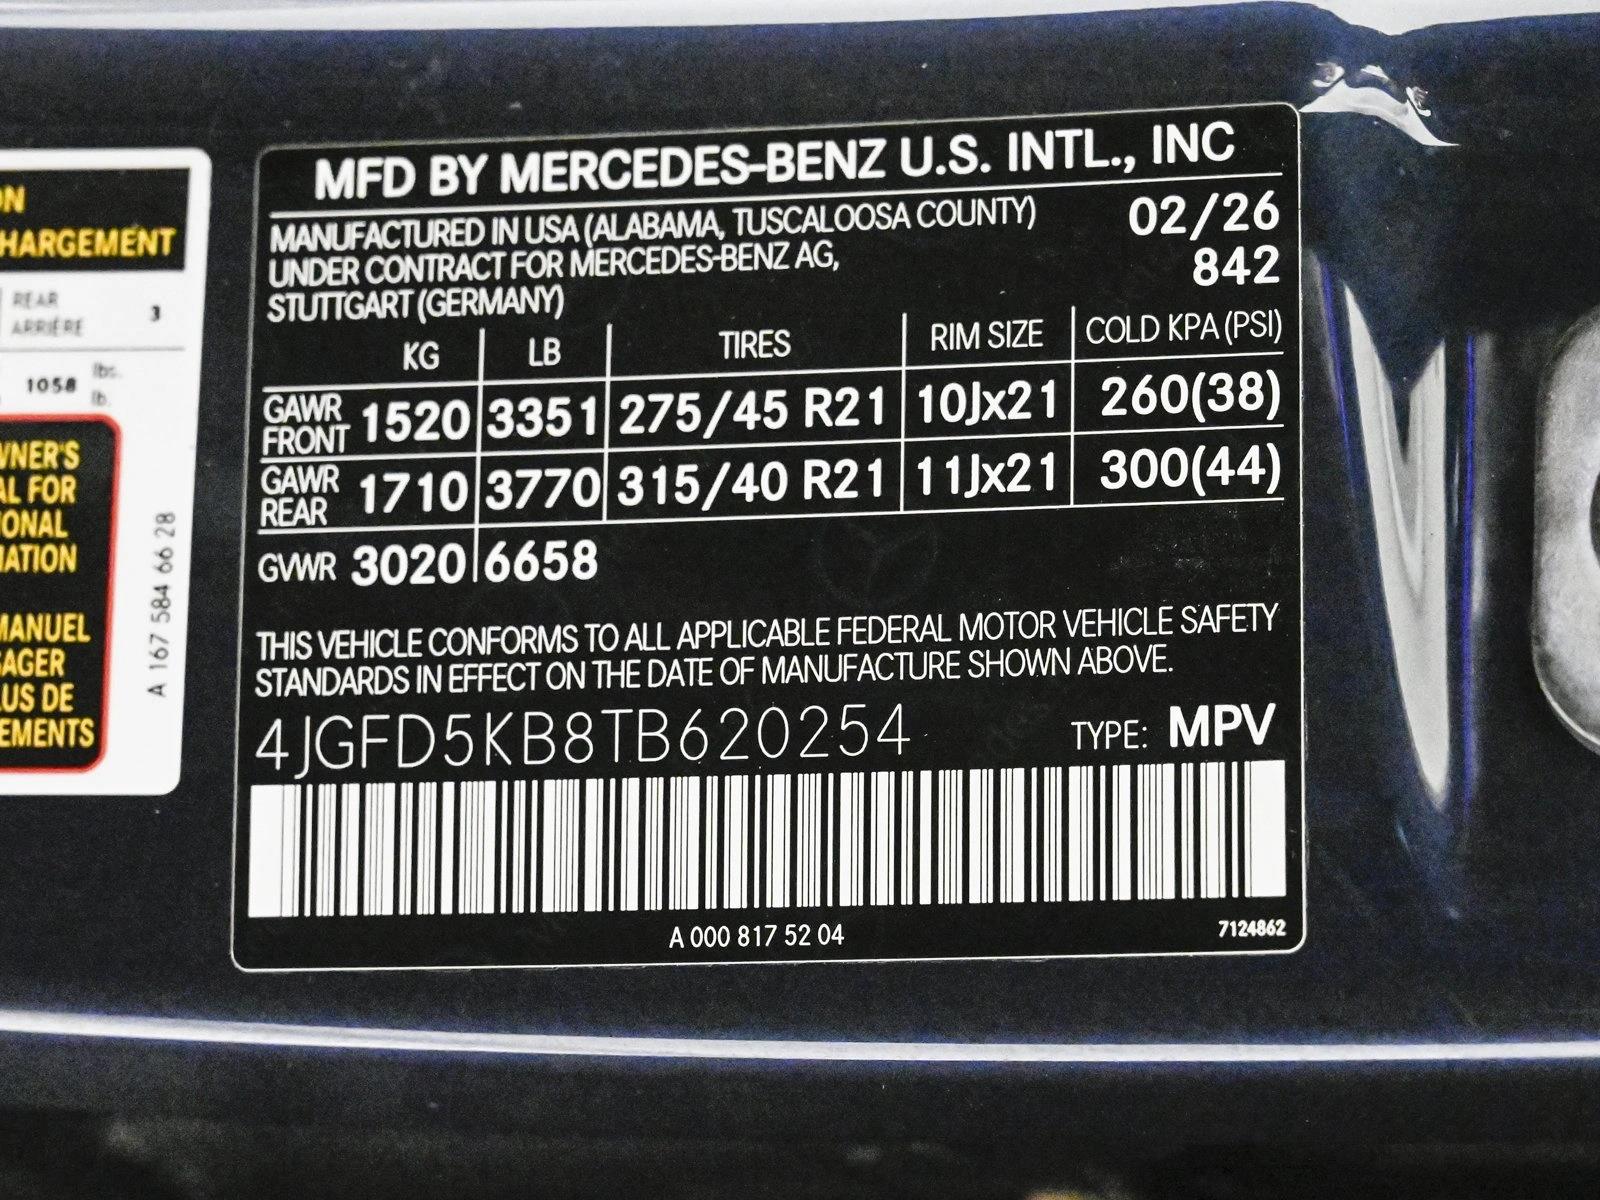 ON
HARGEMENT
REAR
ARRIÈRE
3
1058
lbs.
lb.
WNER'S
AL FOR
IONAL
MATION
MANUEL
SAGER
LUS DE
EMENTS
A 167 584 66 28
MFD BY MERCEDES-BENZ U.S. INTL., INC
MANUFACTURED IN USA (ALABAMA, TUSCALOOSA COUNTY) 02/26
UNDER CONTRACT FOR MERCEDES-BENZ AG, 842
STUTTGART (GERMANY)
KG LB TIRES RIM SIZE COLD KPA (PSI)
GAWR FRONT 1520 3351 275/45 R21 10Jx21 260(38)
GAWR REAR 1710 3770 315/40 R21 11Jx21 300(44)
GVWR 3020 6658
THIS VEHICLE CONFORMS TO ALL APPLICABLE FEDERAL MOTOR VEHICLE SAFETY
STANDARDS IN EFFECT ON THE DATE OF MANUFACTURE SHOWN ABOVE.
4JGFD5KB8TB620254 TYPE: MPV
A 000 817 52 04 7124862